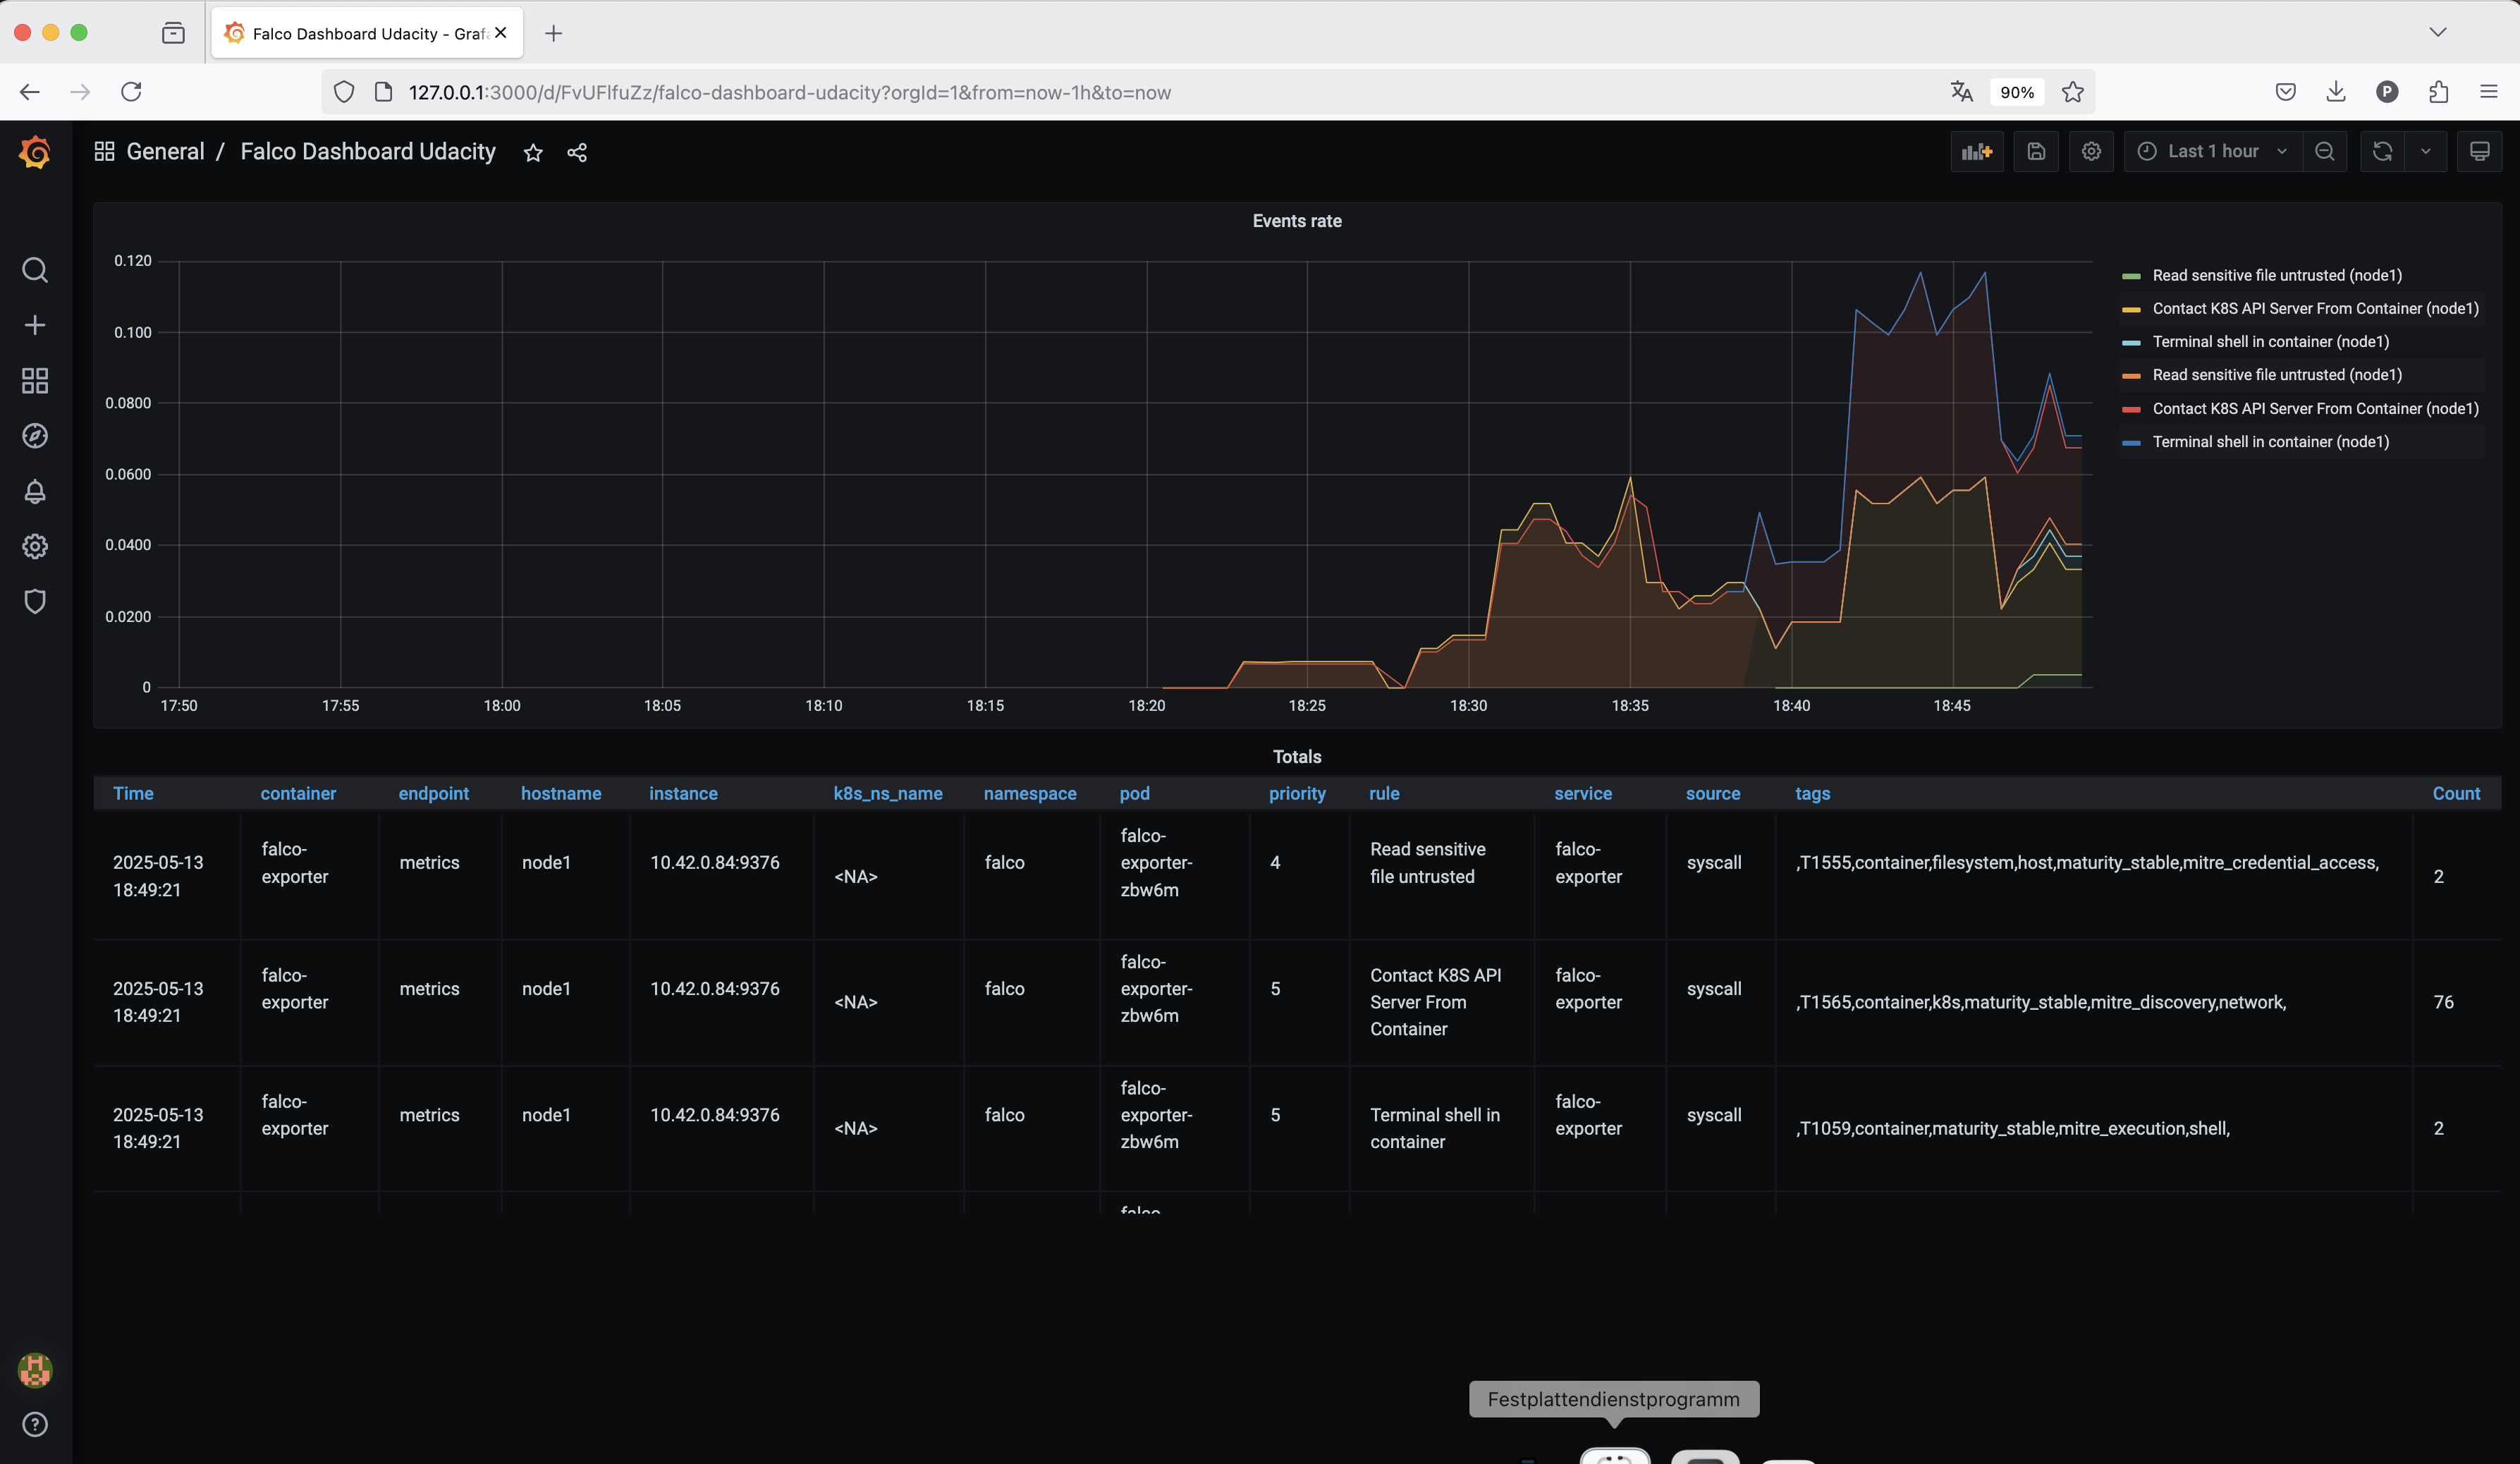 Falco Dashboard Udacity - Grafa
127.0.0.1:3000/d/FvUFlfuZz/falco-dashboard-udacity?orgId=1&from=now-1h&to=now
90%
P
General / Falco Dashboard Udacity
Last 1 hour
Events rate
0.120
0.100
0.0800
0.0600
0.0400
0.0200
0
17:50 17:55 18:00 18:05 18:10 18:15 18:20 18:25 18:30 18:35 18:40 18:45
Read sensitive file untrusted (node1)
Contact K8S API Server From Container (node1)
Terminal shell in container (node1)
Read sensitive file untrusted (node1)
Contact K8S API Server From Container (node1)
Terminal shell in container (node1)
Totals
Time container endpoint hostname instance k8s_ns_name namespace pod priority rule service source tags Count
2025-05-13
18:49:21
falco-
exporter
metrics
node1
10.42.0.84:9376
<NA>
falco
falco-
exporter-
zbw6m
4
Read sensitive
file untrusted
falco-
exporter
syscall
,T1555,container,filesystem,host,maturity_stable,mitre_credential_access,
2
2025-05-13
18:49:21
falco-
exporter
metrics
node1
10.42.0.84:9376
<NA>
falco
falco-
exporter-
zbw6m
5
Contact K8S API
Server From
Container
falco-
exporter
syscall
,T1565,container,k8s,maturity_stable,mitre_discovery,network,
76
2025-05-13
18:49:21
falco-
exporter
metrics
node1
10.42.0.84:9376
<NA>
falco
falco-
exporter-
zbw6m
5
Terminal shell in
container
falco-
exporter
syscall
,T1059,container,maturity_stable,mitre_execution,shell,
2
falco-
Festplattendienstprogramm